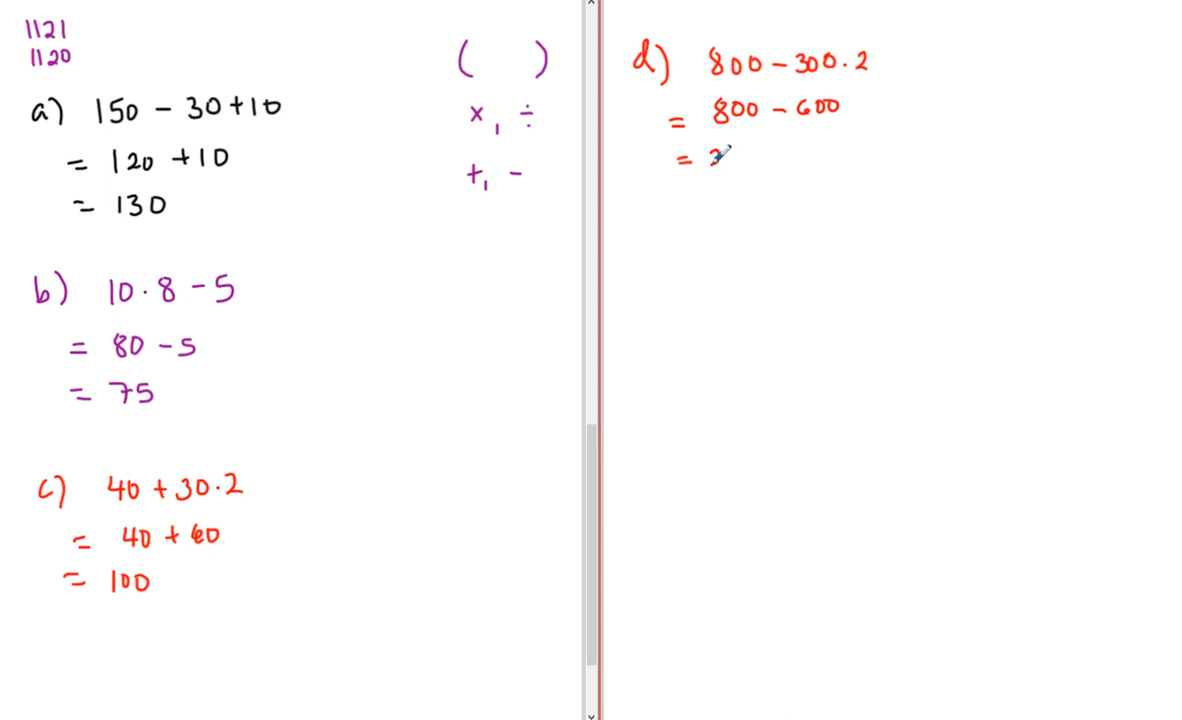 1121
1120
a) 150 - 30 + 10
= 120 + 10
= 130
( )
×, ÷
+, -
b) 10 · 8 - 5
= 80 - 5
= 75
c) 40 + 30 · 2
= 40 + 60
= 100
d) 800 - 300 . 2
= 800 - 600
=